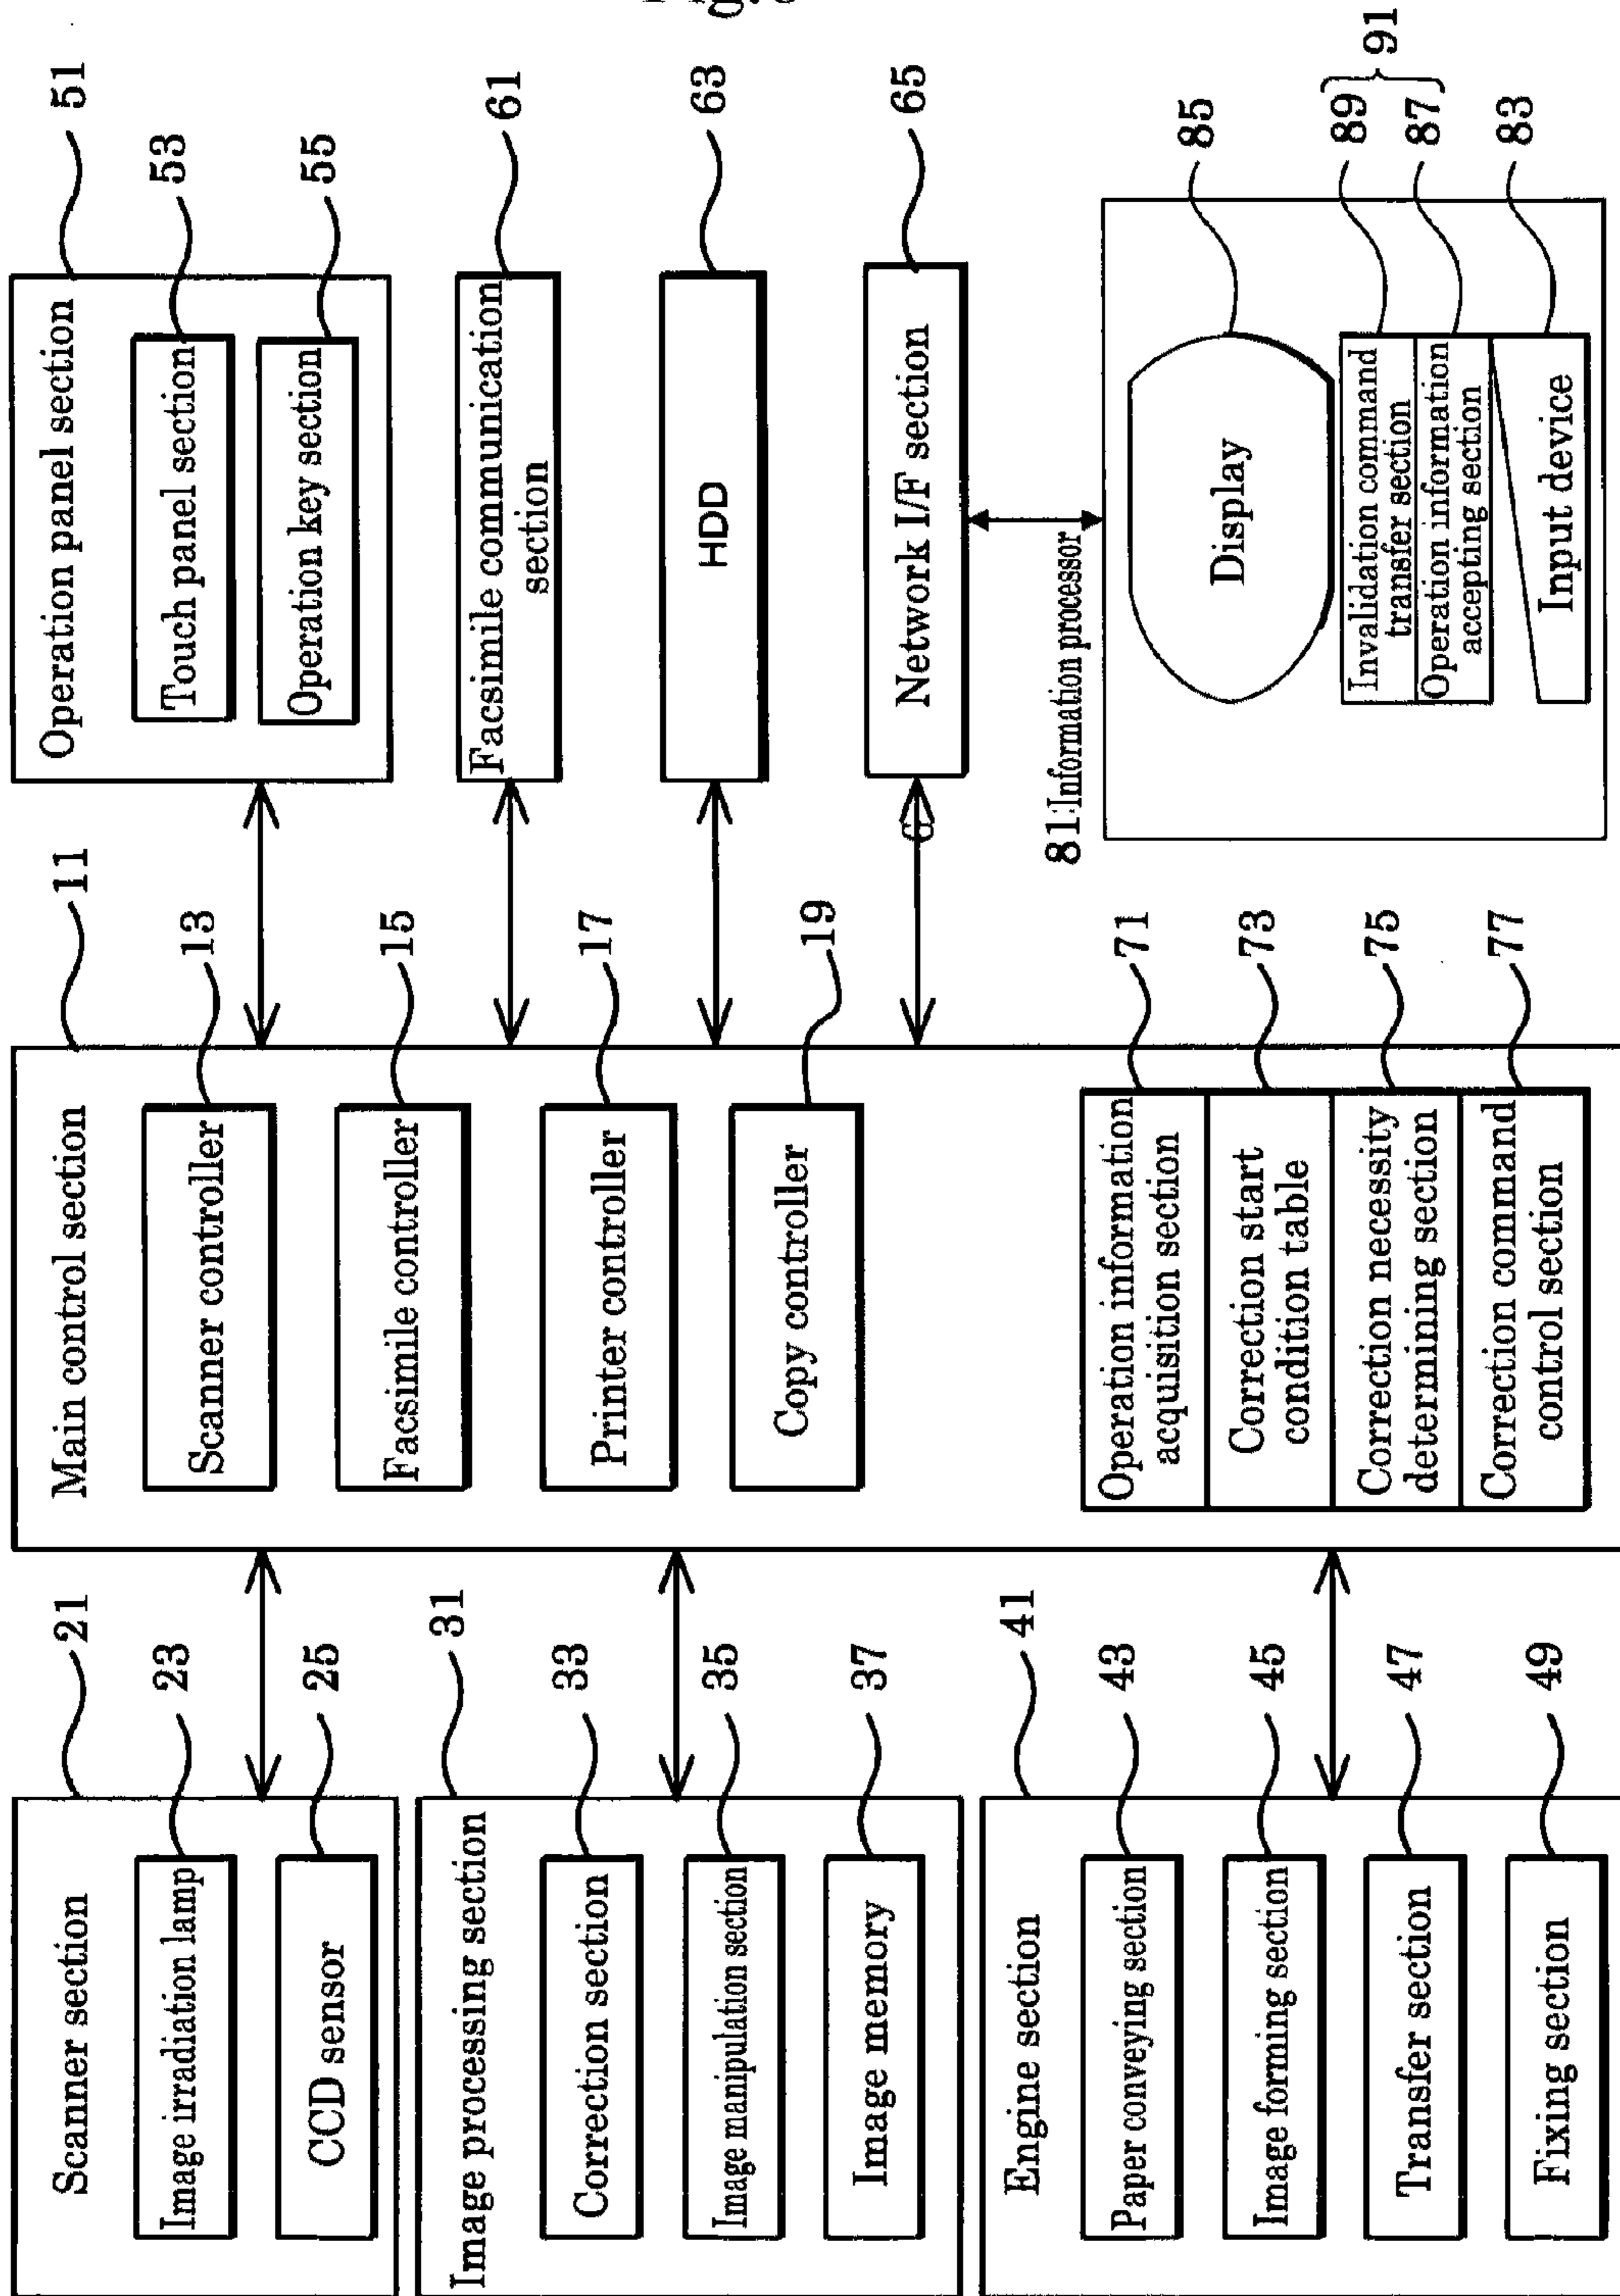 Scanner section
21
Image irradiation lamp
23
CCD sensor
25
Image processing section
31
Correction section
33
Image manipulation section
35
Image memory
37
Engine section
41
Paper conveying section
43
Image forming section
45
Transfer section
47
Fixing section
49
Main control section
11
Scanner controller
13
Facsimile controller
15
Printer controller
17
Copy controller
19
Operation information
acquisition section
71
Correction start
condition table
73
Correction necessity
determining section
75
Correction command
control section
77
Operation panel section
51
Touch panel section
53
Operation key section
55
Facsimile communication
section
61
HDD
63
Network I/F section
65
81:Information processor
Display
85
Invalidation command
transfer section
89
Operation information
accepting section
87
91
Input device
83